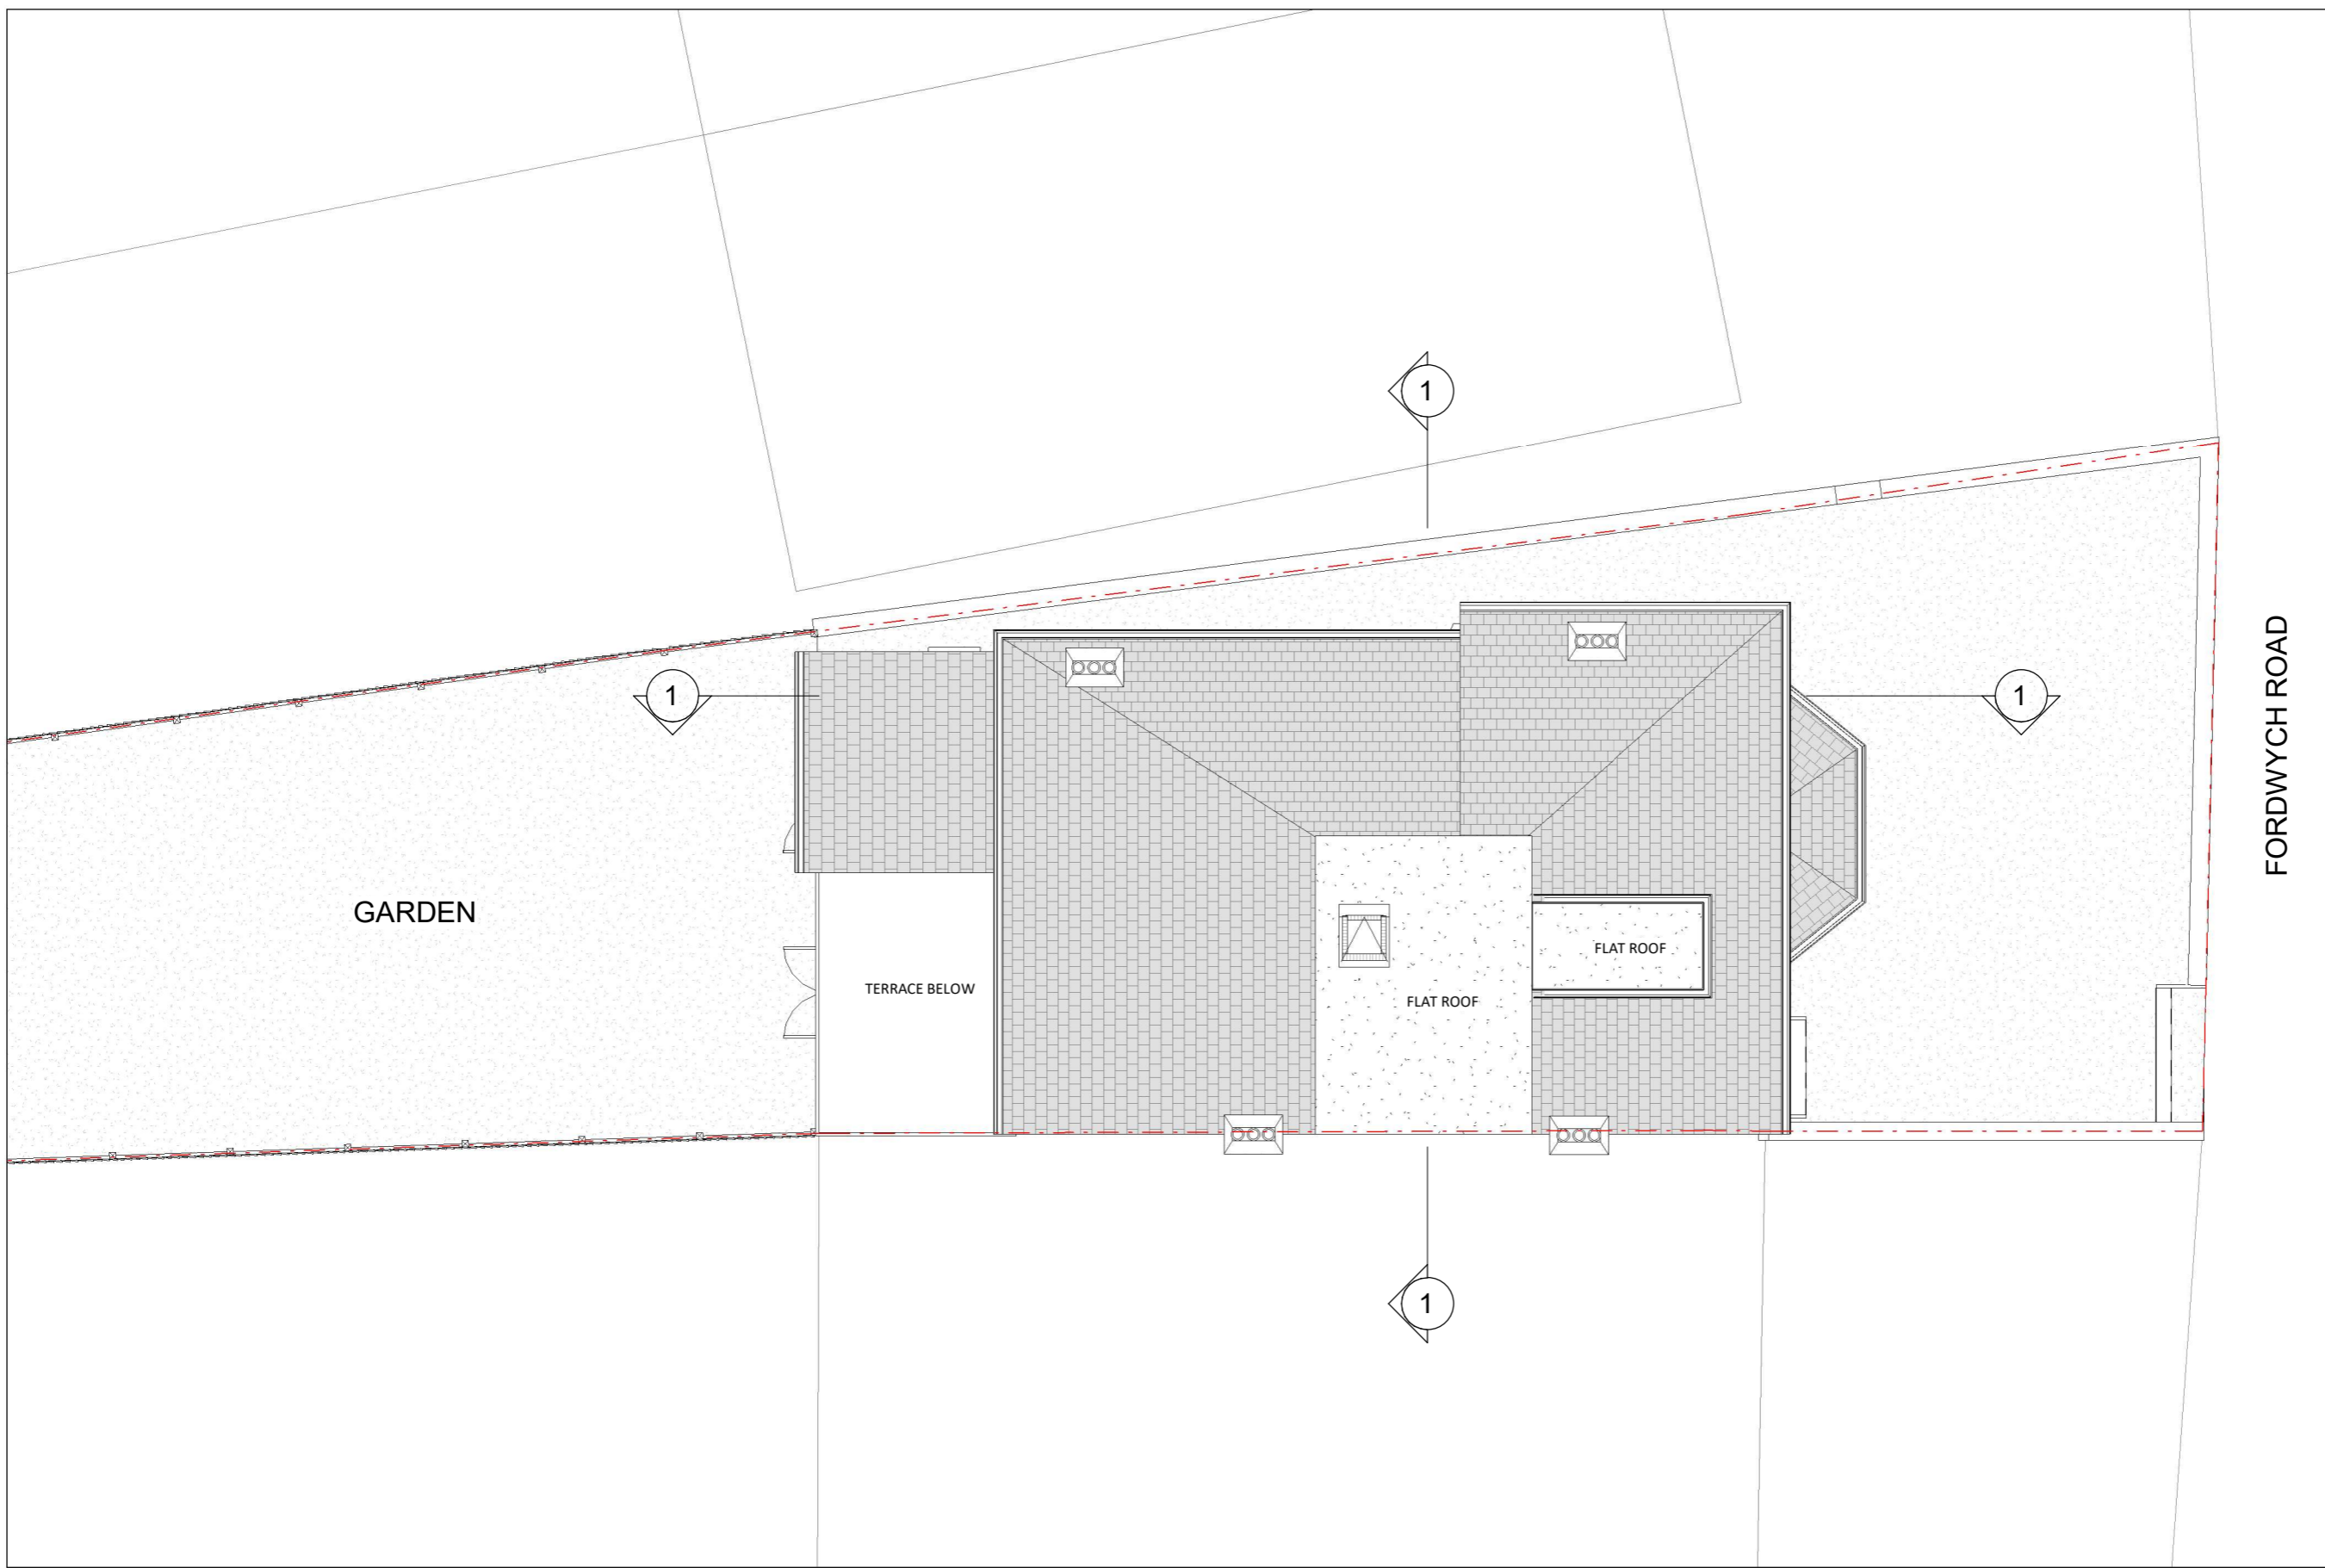 1
1
1
FORDWYCH ROAD
GARDEN
FLAT ROOF
TERRACE BELOW
FLAT ROOF
1